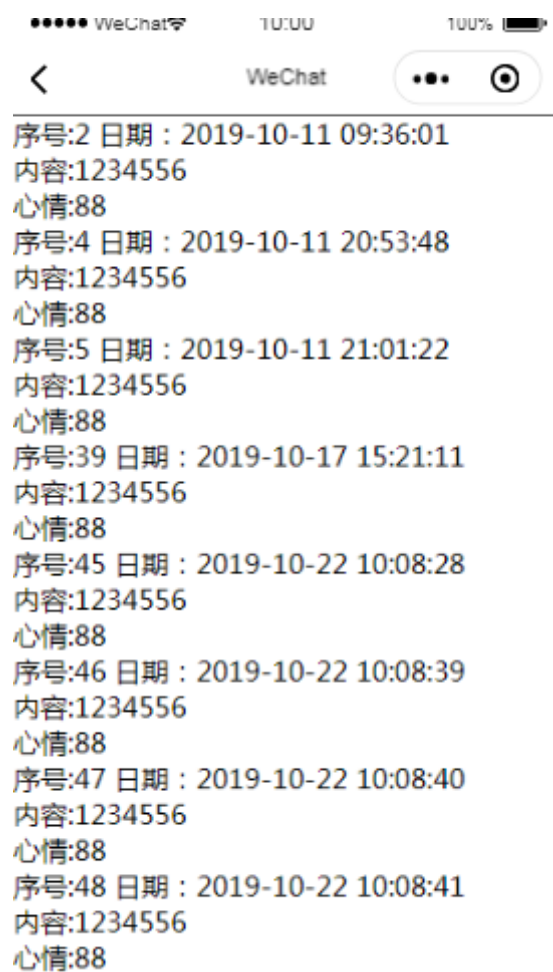 WeChat 10:00 100%
WeChat
序号:2 日期：2019-10-11 09:36:01
内容:1234556
心情:88
序号:4 日期：2019-10-11 20:53:48
内容:1234556
心情:88
序号:5 日期：2019-10-11 21:01:22
内容:1234556
心情:88
序号:39 日期：2019-10-17 15:21:11
内容:1234556
心情:88
序号:45 日期：2019-10-22 10:08:28
内容:1234556
心情:88
序号:46 日期：2019-10-22 10:08:39
内容:1234556
心情:88
序号:47 日期：2019-10-22 10:08:40
内容:1234556
心情:88
序号:48 日期：2019-10-22 10:08:41
内容:1234556
心情:88